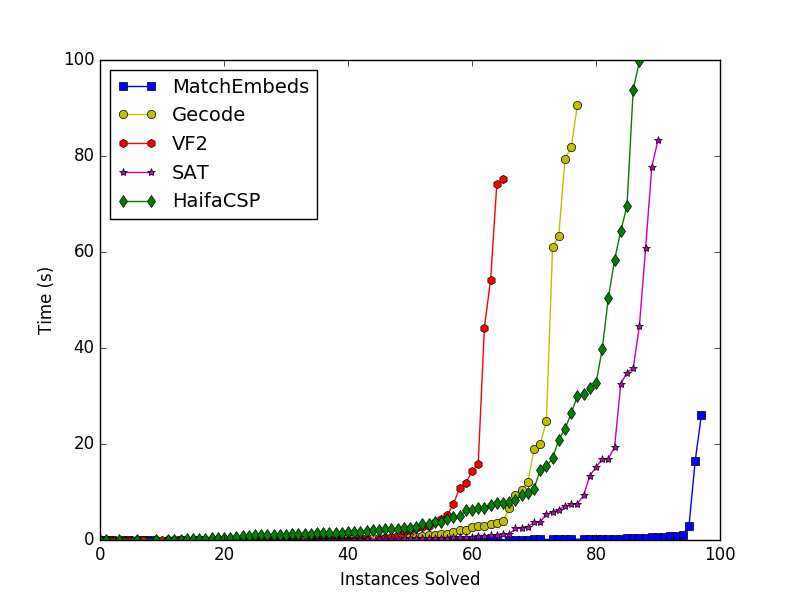 100
80
60
40
20
0
Time (s)
MatchEmbeds
Gecode
VF2
SAT
HaifaCSP
0 20 40 60 80 100
Instances Solved